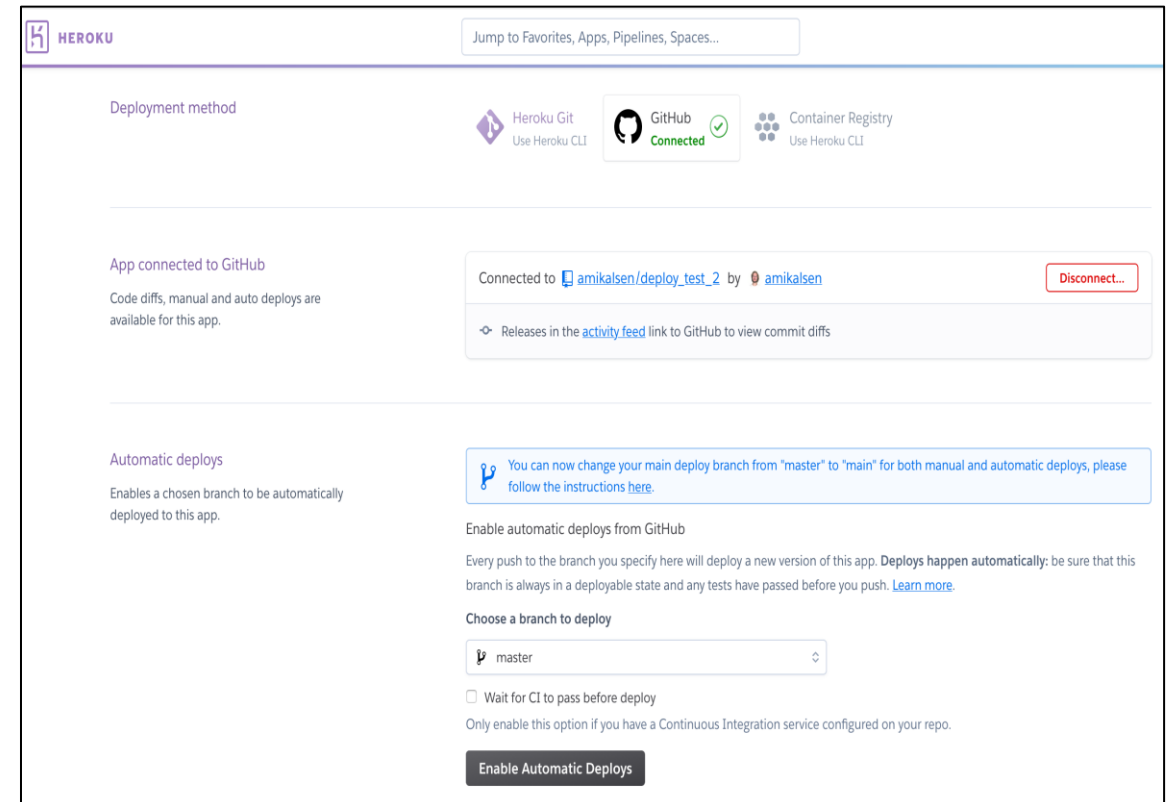 HEROKU
Jump to Favorites, Apps, Pipelines, Spaces...
Deployment method
Heroku Git
Use Heroku CLI
GitHub
Connected
Container Registry
Use Heroku CLI
App connected to GitHub
Code diffs, manual and auto deploys are
available for this app.
Connected to amikalsen/deploy_test_2 by amikalsen
Disconnect...
Releases in the activity feed link to GitHub to view commit diffs
Automatic deploys
Enables a chosen branch to be automatically
deployed to this app.
You can now change your main deploy branch from "master" to "main" for both manual and automatic deploys, please
follow the instructions here.
Enable automatic deploys from GitHub
Every push to the branch you specify here will deploy a new version of this app. Deploys happen automatically: be sure that this
branch is always in a deployable state and any tests have passed before you push. Learn more.
Choose a branch to deploy
master
Wait for CI to pass before deploy
Only enable this option if you have a Continuous Integration service configured on your repo.
Enable Automatic Deploys